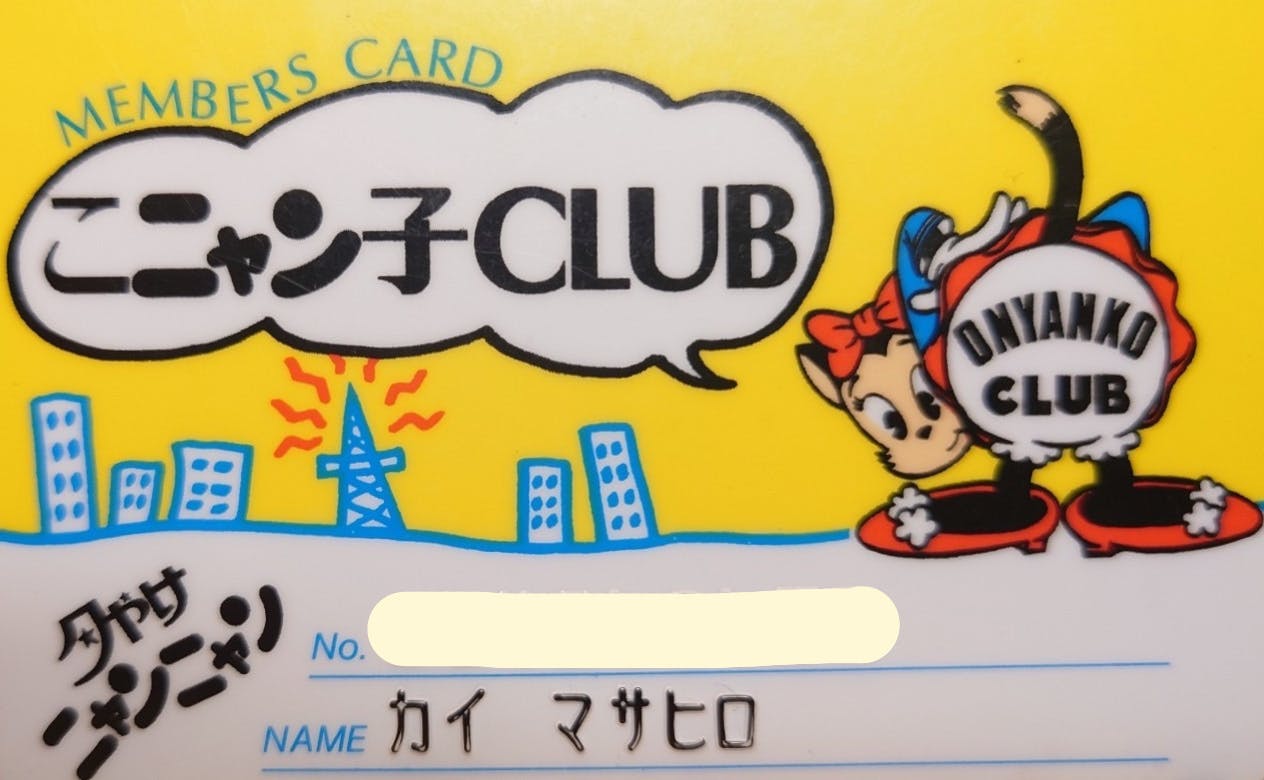 MEMBERS CARD
こニャン子CLUB
ONYANKO
CLUB
夕やけ
ニャンニャン
No.
NAME カイ マサヒロ